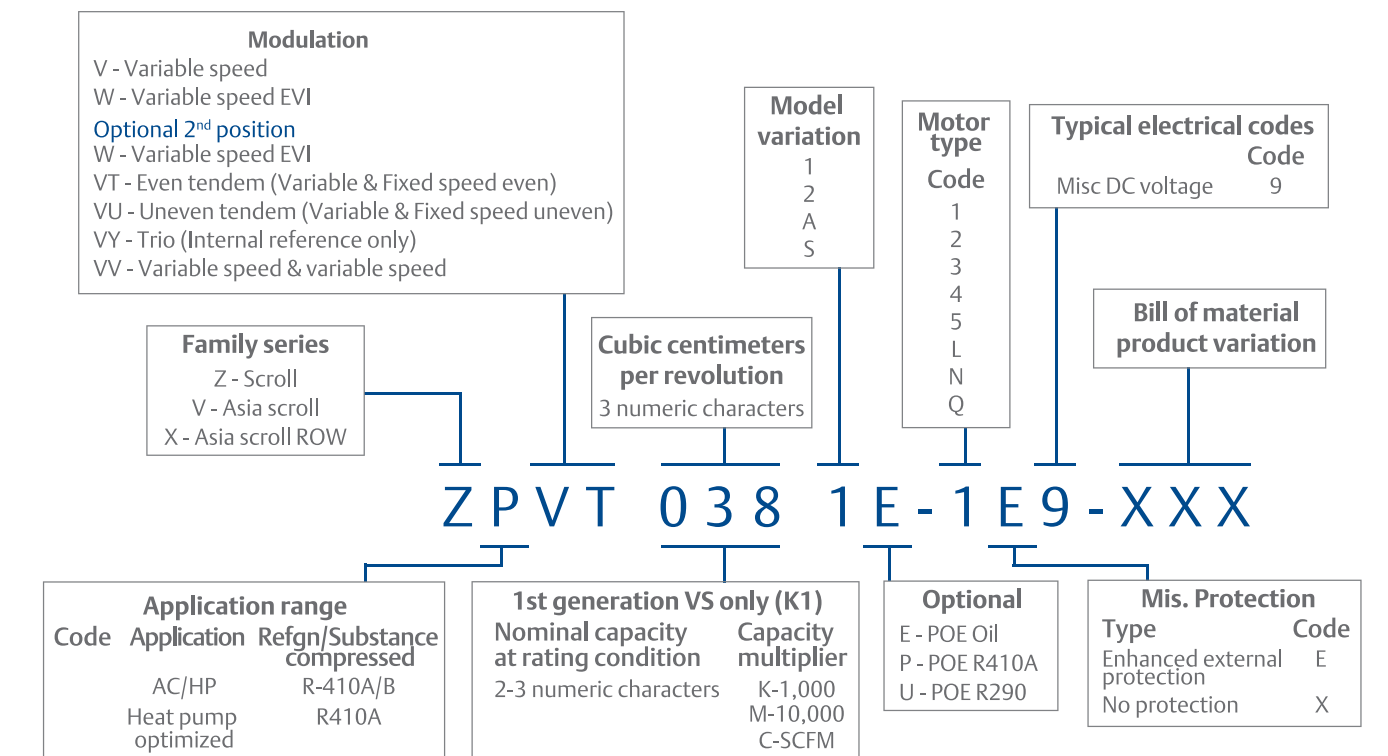 Modulation
V - Variable speed
W - Variable speed EVI
Optional 2nd position
W - Variable speed EVI
VT - Even tendem (Variable & Fixed speed even)
VU - Uneven tendem (Variable & Fixed speed uneven)
VY - Trio (Internal reference only)
VV - Variable speed & variable speed
Family series
Z - Scroll
V - Asia scroll
X - Asia scroll ROW
Cubic centimeters
per revolution
3 numeric characters
Model
variation
1
2
A
S
Motor
type
Code
1
2
3
4
5
L
N
Q
Typical electrical codes
Code
Misc DC voltage 9
Bill of material
product variation
ZPVT 038 1E-1E9-XXX
Application range
Code Application Refgn/Substance
compressed
AC/HP R-410A/B
Heat pump R410A
optimized
1st generation VS only (K1)
Nominal capacity Capacity
at rating condition multiplier
2-3 numeric characters K-1,000
M-10,000
C-SCFM
Optional
E - POE Oil
P - POE R410A
U - POE R290
Mis. Protection
Type Code
Enhanced external E
protection
No protection X